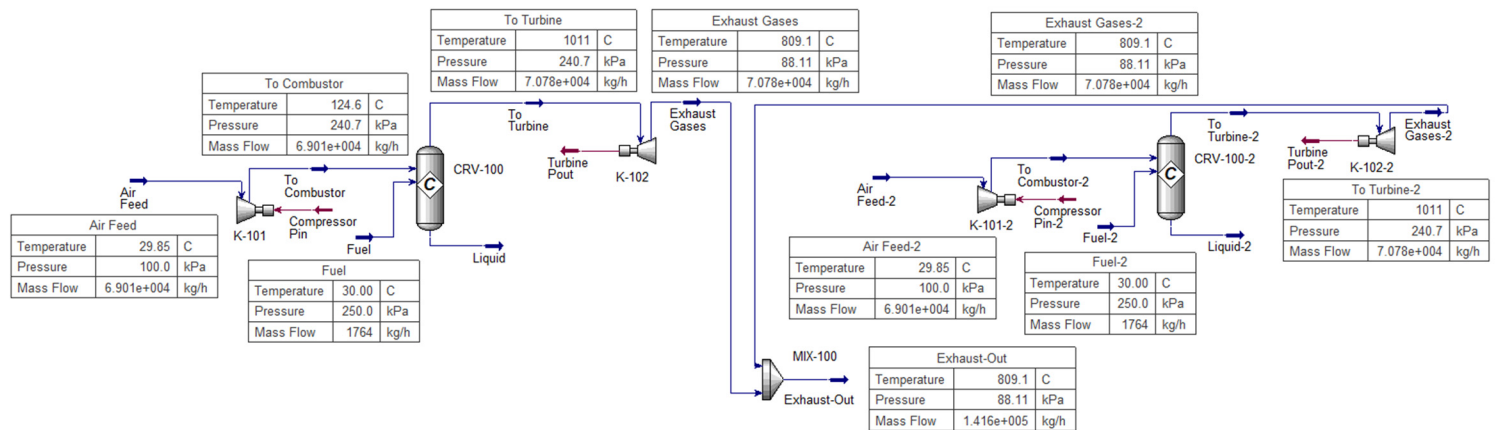 To Turbine
Temperature 1011 C
Pressure 240.7 kPa
Mass Flow 7.078e+004 kg/h
Exhaust Gases
Temperature 809.1 C
Pressure 88.11 kPa
Mass Flow 7.078e+004 kg/h
Exhaust Gases-2
Temperature 809.1 C
Pressure 88.11 kPa
Mass Flow 7.078e+004 kg/h
To Combustor
Temperature 124.6 C
Pressure 240.7 kPa
Mass Flow 6.901e+004 kg/h
To
Turbine
Exhaust
Gases
Turbine
Pout
K-102
CRV-100
C
To
Combustor
Air
Feed
K-101
Compressor
Pin
Fuel
Liquid
Air Feed
Temperature 29.85 C
Pressure 100.0 kPa
Mass Flow 6.901e+004 kg/h
Fuel
Temperature 30.00 C
Pressure 250.0 kPa
Mass Flow 1764 kg/h
To
Turbine-2
Exhaust
Gases-2
Turbine
Pout-2
K-102-2
CRV-100-2
C
To
Combustor-2
Air
Feed-2
K-101-2
Compressor
Pin-2
Fuel-2
Liquid-2
To Turbine-2
Temperature 1011 C
Pressure 240.7 kPa
Mass Flow 7.078e+004 kg/h
Air Feed-2
Temperature 29.85 C
Pressure 100.0 kPa
Mass Flow 6.901e+004 kg/h
Fuel-2
Temperature 30.00 C
Pressure 250.0 kPa
Mass Flow 1764 kg/h
MIX-100
Exhaust-Out
Exhaust-Out
Temperature 809.1 C
Pressure 88.11 kPa
Mass Flow 1.416e+005 kg/h